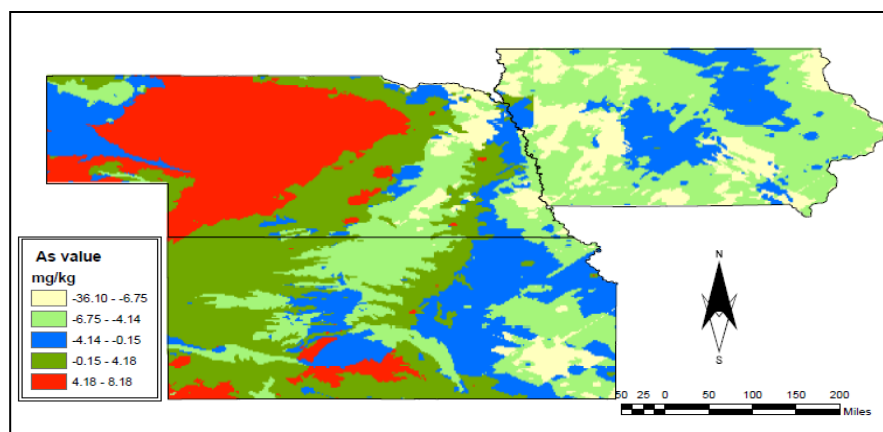 As value
mg/kg
-36.10 - -6.75
-6.75 - -4.14
-4.14 - -0.15
-0.15 - 4.18
4.18 - 8.18
N
S
50 25 0 50 100 150 200
Miles